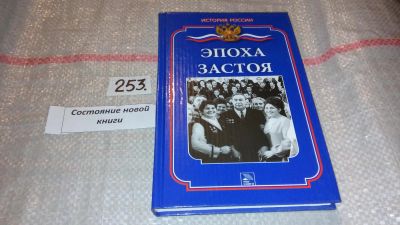 ИСТОРИЯ РОССИИ
ЭПОХА
ЗАСТОЯ
253.
Состояние новой
книги